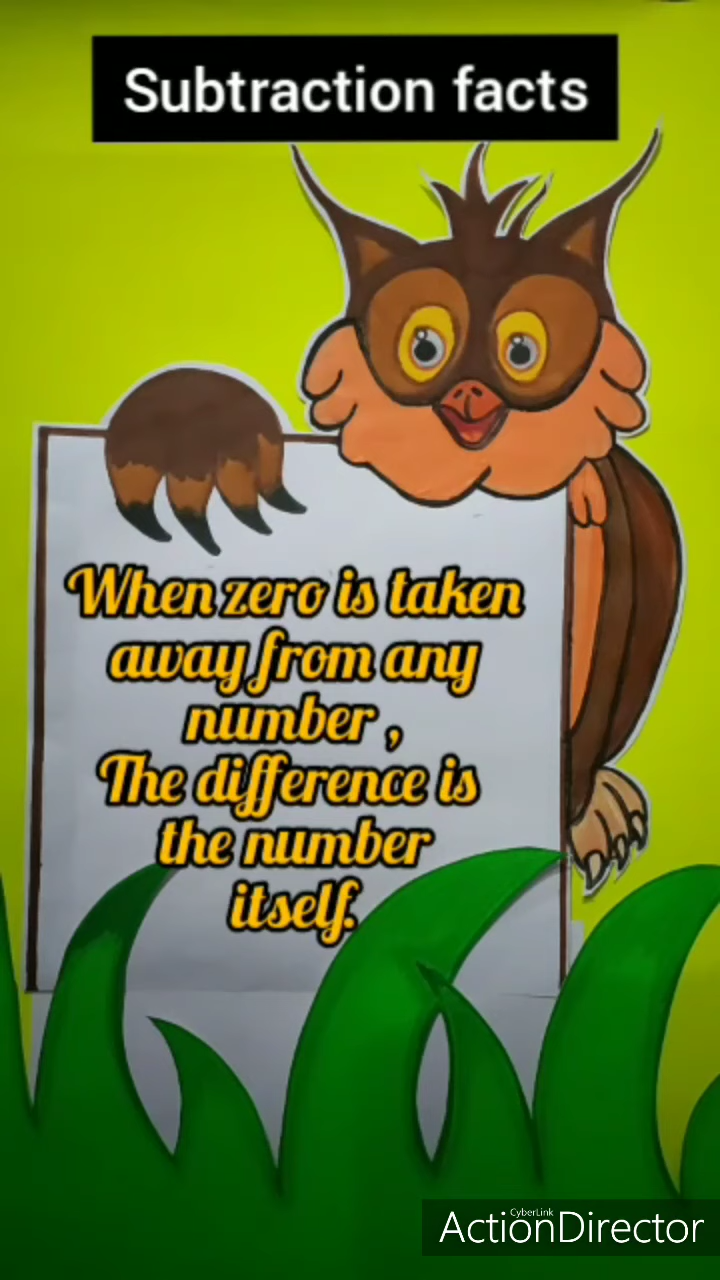 Subtraction facts
When zero is taken
away from any
number ,
The difference is
the number
itself.
CyberLink
ActionDirector